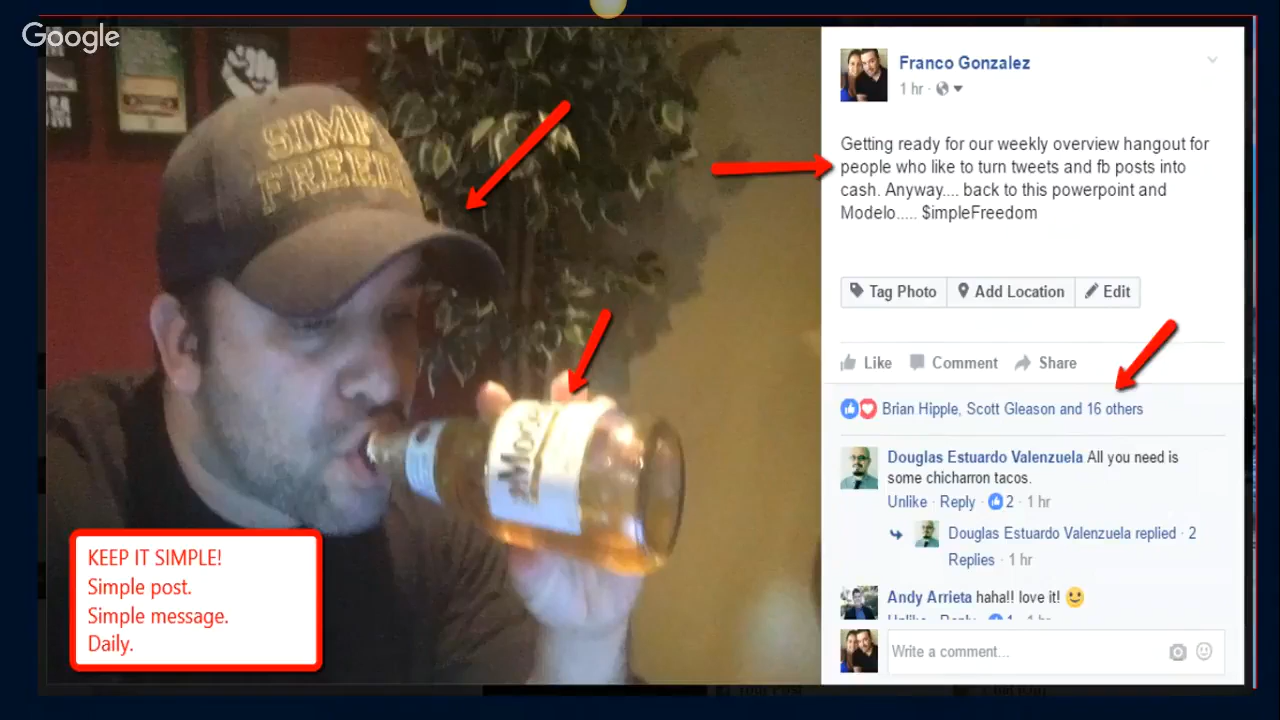 Google
SIMPL
FREED
Franco Gonzalez
1 hr
Getting ready for our weekly overview hangout for
people who like to turn tweets and fb posts into
cash. Anyway.... back to this powerpoint and
Modelo..... $impleFreedom
Tag Photo
Add Location
Edit
Like
Comment
Share
Brian Hipple, Scott Gleason and 16 others
Douglas Estuardo Valenzuela All you need is
some chicharron tacos.
Unlike · Reply · 2 · 1 hr
Douglas Estuardo Valenzuela replied · 2
Replies · 1 hr
Andy Arrieta haha!! love it! 😀
Write a comment...
KEEP IT SIMPLE!
Simple post.
Simple message.
Daily.